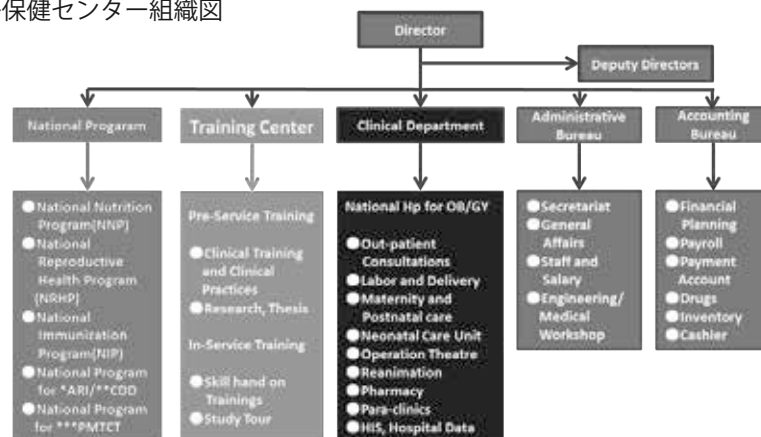 保健センター組織図
Director
Deputy Directors
National Progaram
Training Center
Clinical Department
Administrative
Bureau
Accounting
Bureau
●National Nutrition
Program(NNP)
●National
Reproductive
Health Program
(NRHP)
●National
Immunication
Program(NIP)
●National Program
for *ARI/**CDD
●National Program
for ***PMTCT
Pre-Service Training
●Clinical Training
and Clinical
Practices
●Research, Thesis
In-Service Training
●Skill hand on
Trainings
●Study Tour
National Hp for OB/GY
●Out-patient
Consultations
●Labor and Delivery
●Maternity and
Postnatal care
●Neonatal Care Unit
●Operation Theatre
●Reanimation
●Pharmacy
●Para-clinics
●HIS, Hospital Data
●Secretariat
●General
Affairs
●Staff and
Salary
●Engineering/
Medical
Workshop
●Financial
Planning
●Payroll
●Payment
Account
●Drugs
●Inventory
●Cashier